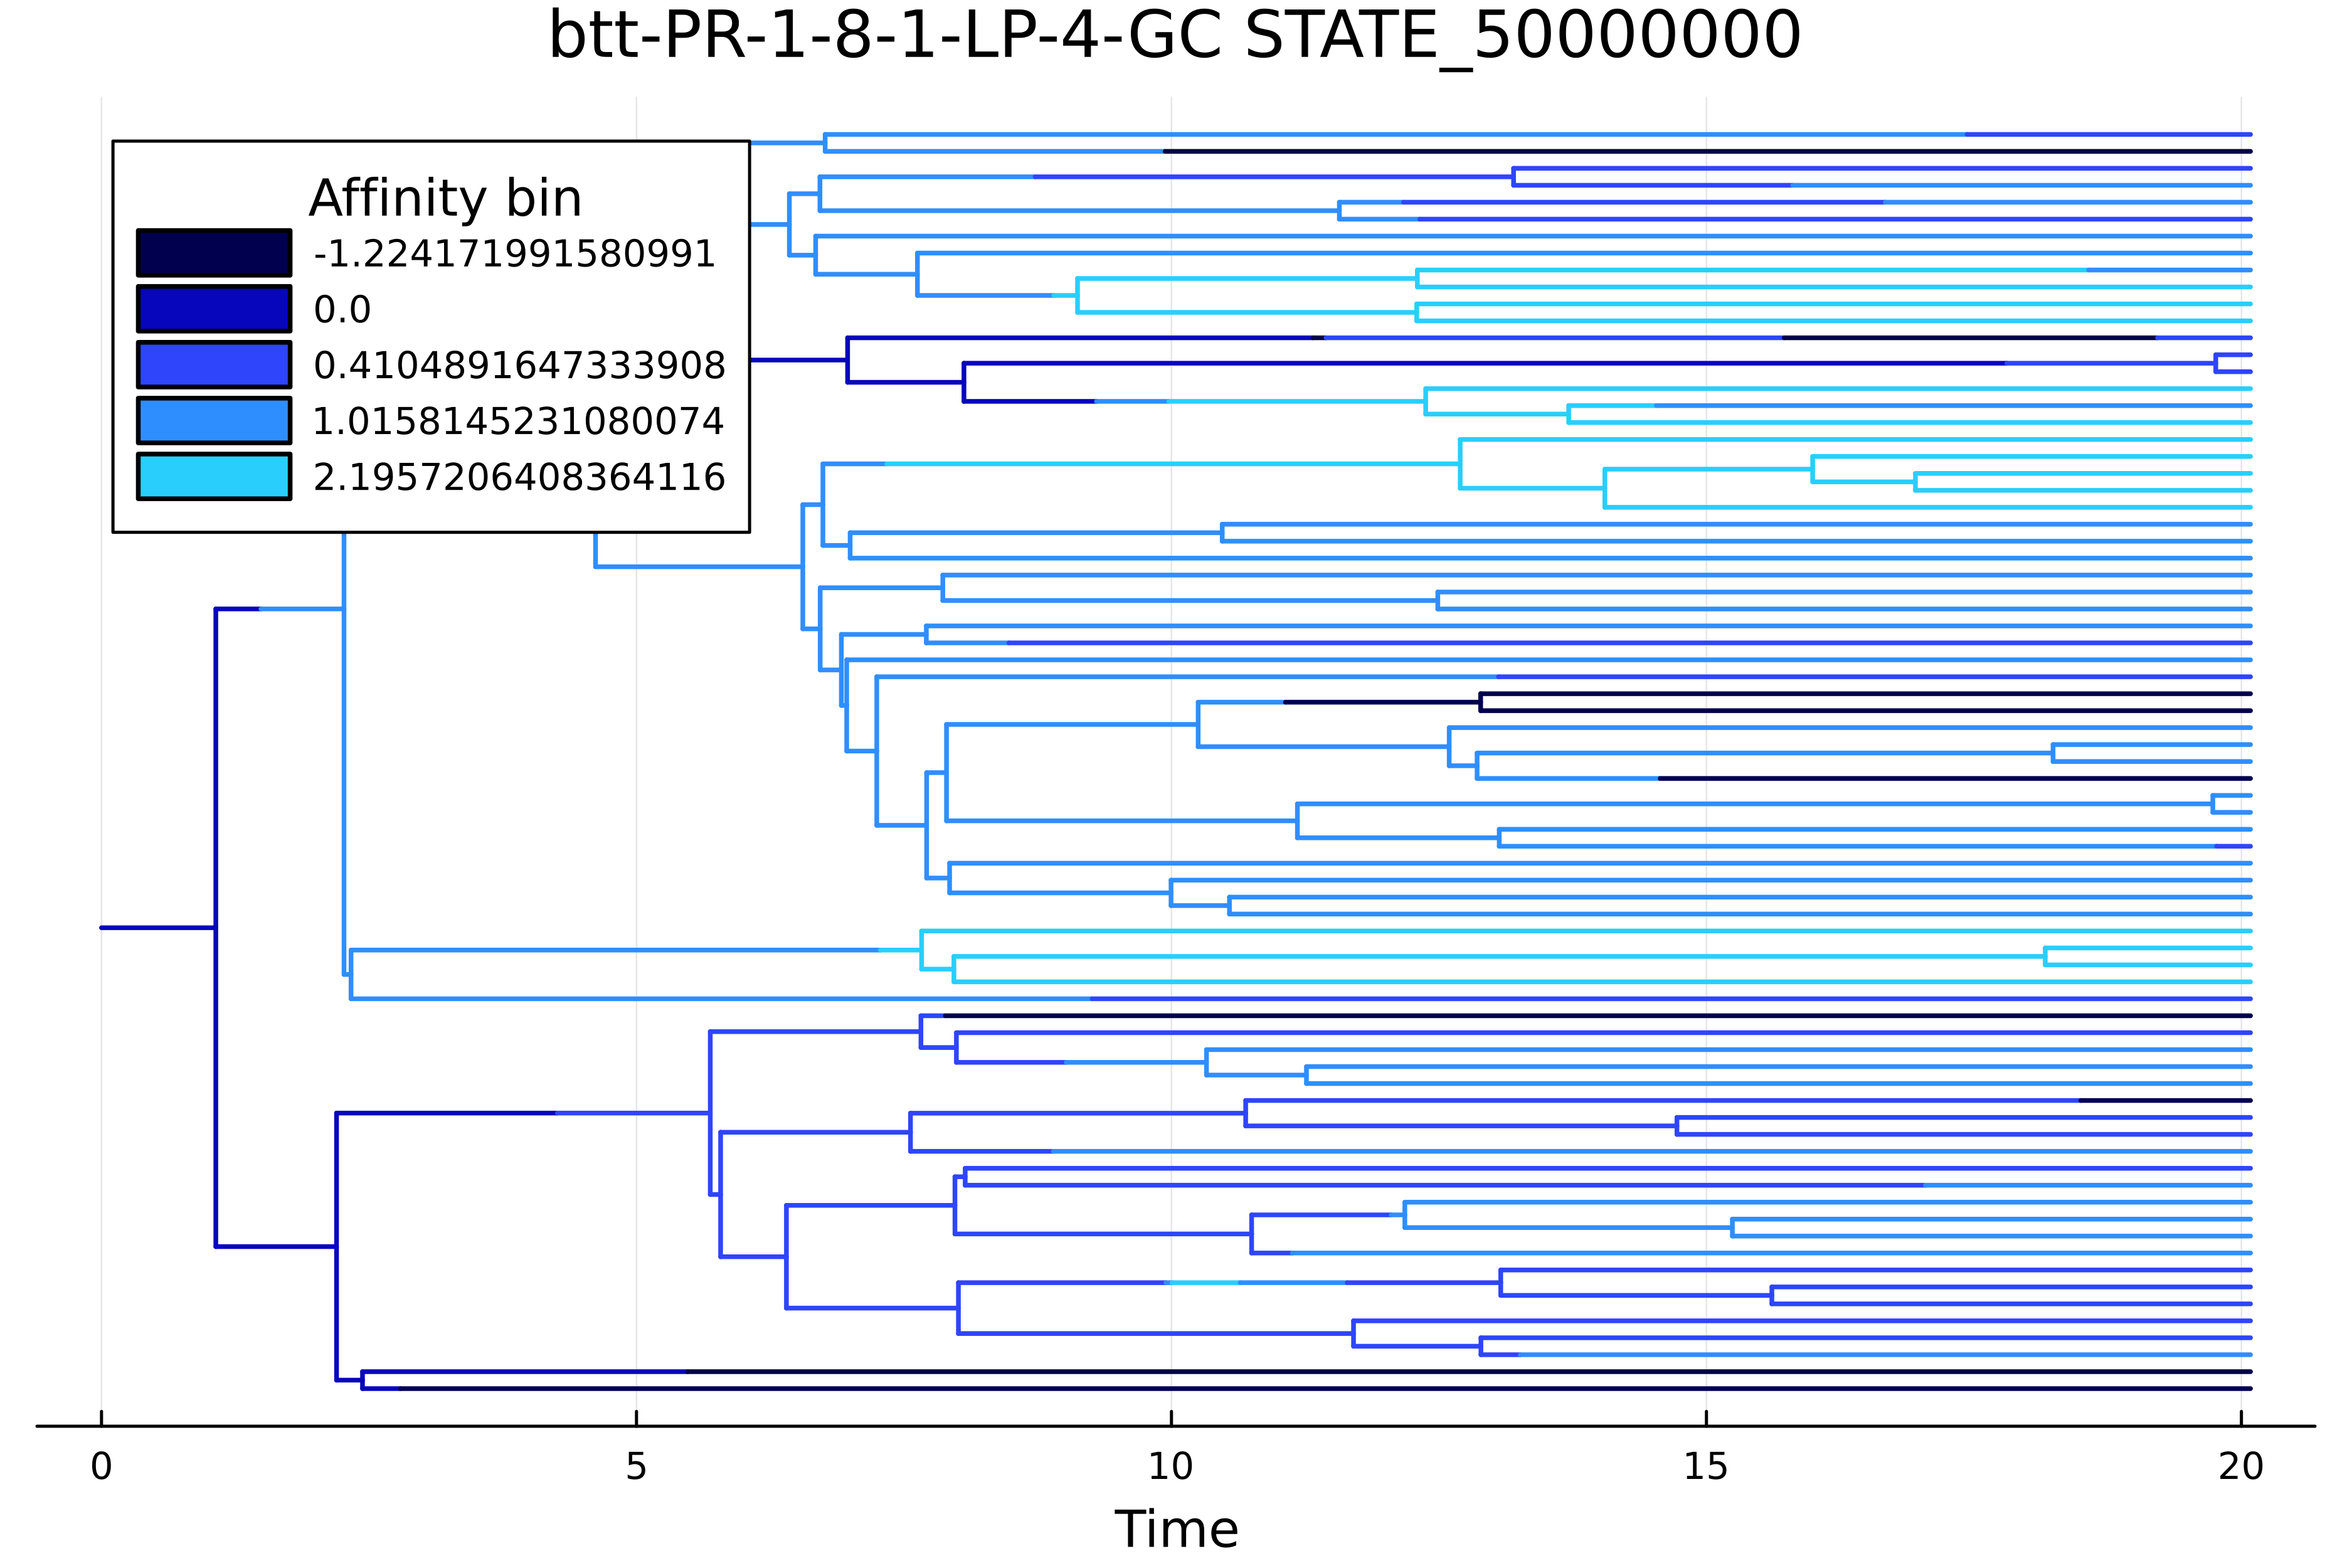 btt-PR-1-8-1-LP-4-GC STATE_50000000
Affinity bin
-1.224171991580991
0.0
0.4104891647333908
1.0158145231080074
2.1957206408364116
0 5 10 15 20
Time